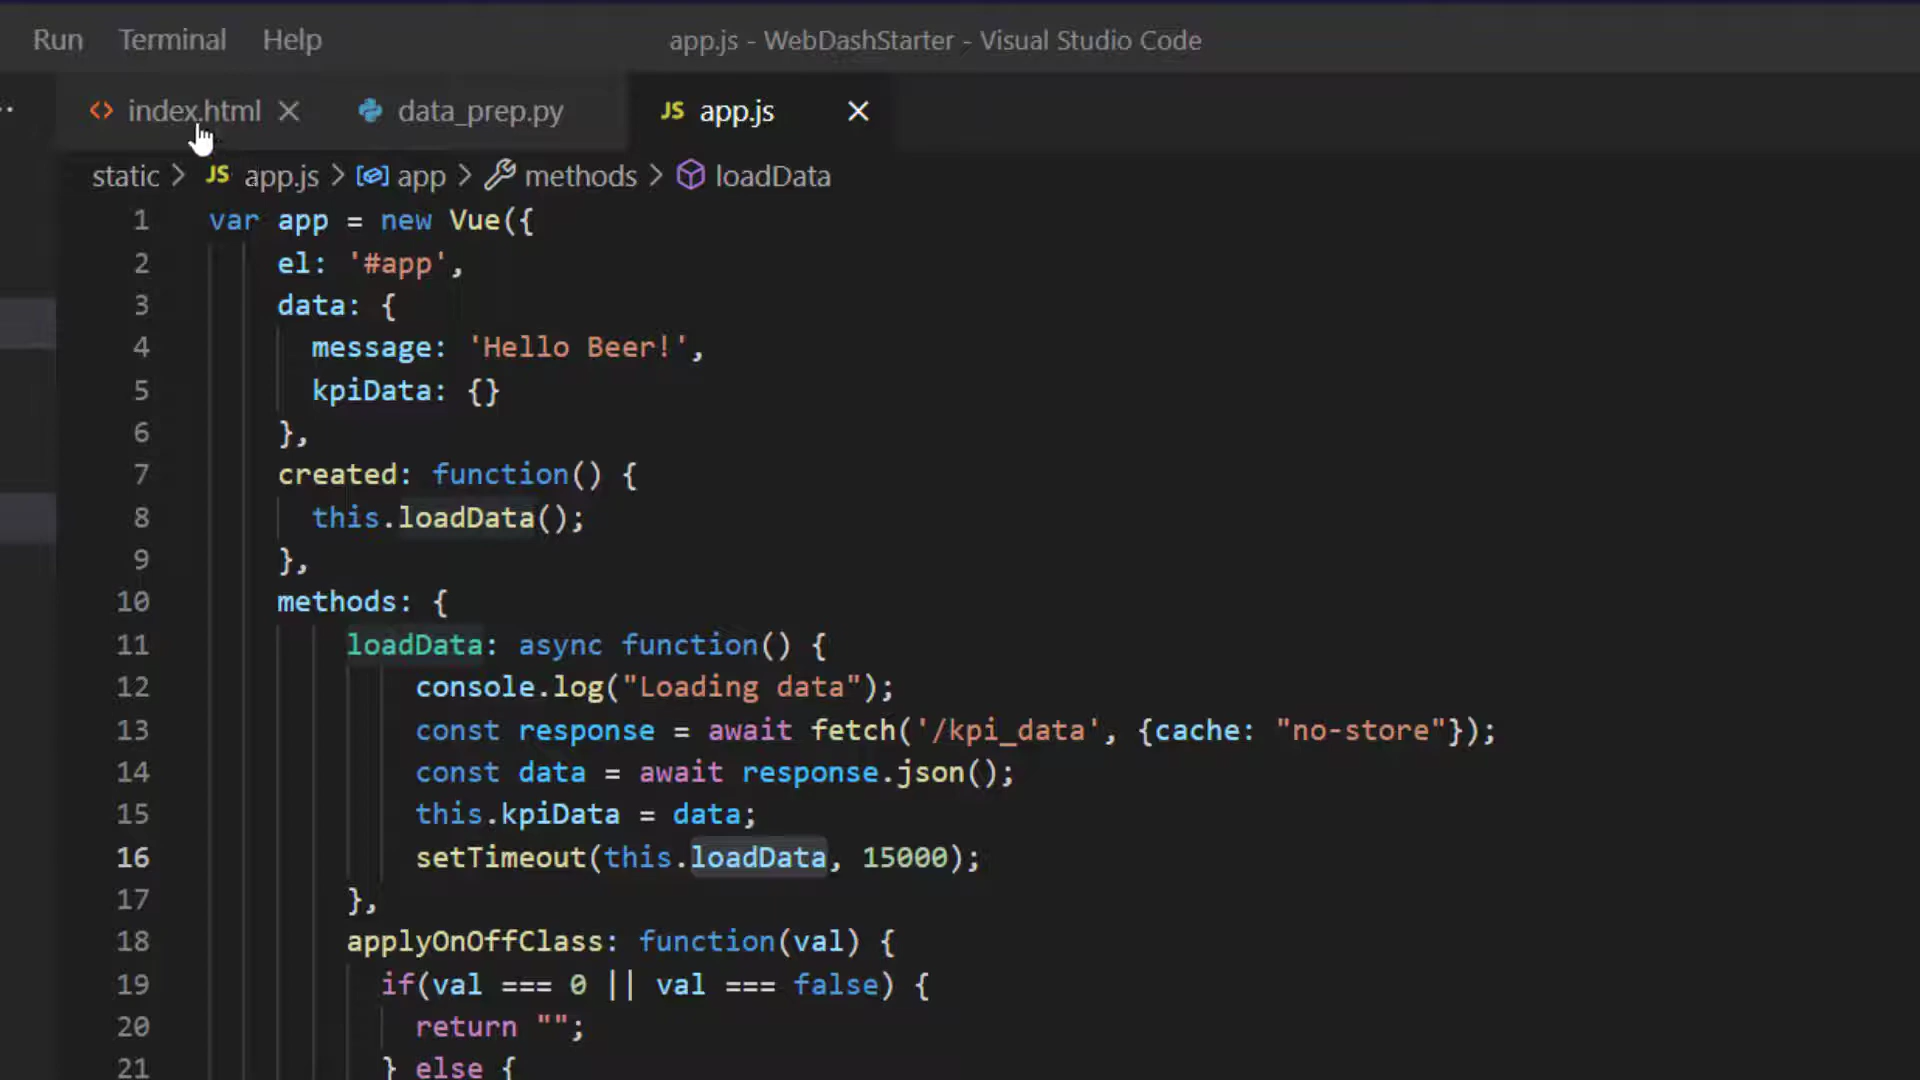 Run Terminal Help app.js - WebDashStarter - Visual Studio Code
index.html data_prep.py JS app.js
static > JS app.js > app > methods > loadData
1 var app = new Vue({
2 el: '#app',
3 data: {
4 message: 'Hello Beer!',
5 kpiData: {}
6 },
7 created: function() {
8 this.loadData();
9 },
10 methods: {
11 loadData: async function() {
12 console.log("Loading data");
13 const response = await fetch('/kpi_data', {cache: "no-store"});
14 const data = await response.json();
15 this.kpiData = data;
16 setTimeout(this.loadData, 15000);
17 },
18 applyOnOffClass: function(val) {
19 if(val === 0 || val === false) {
20 return "";
21 } else {